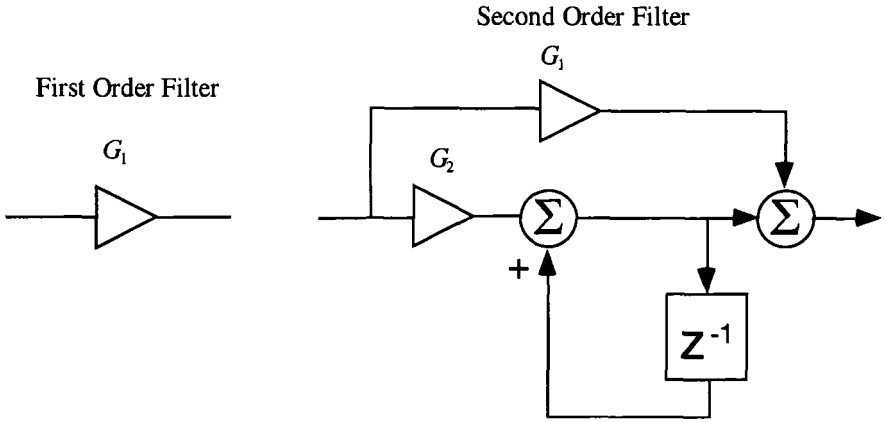 Second Order Filter
First Order Filter
G₁
G₁
G₂
Σ
Σ
+
Z⁻¹